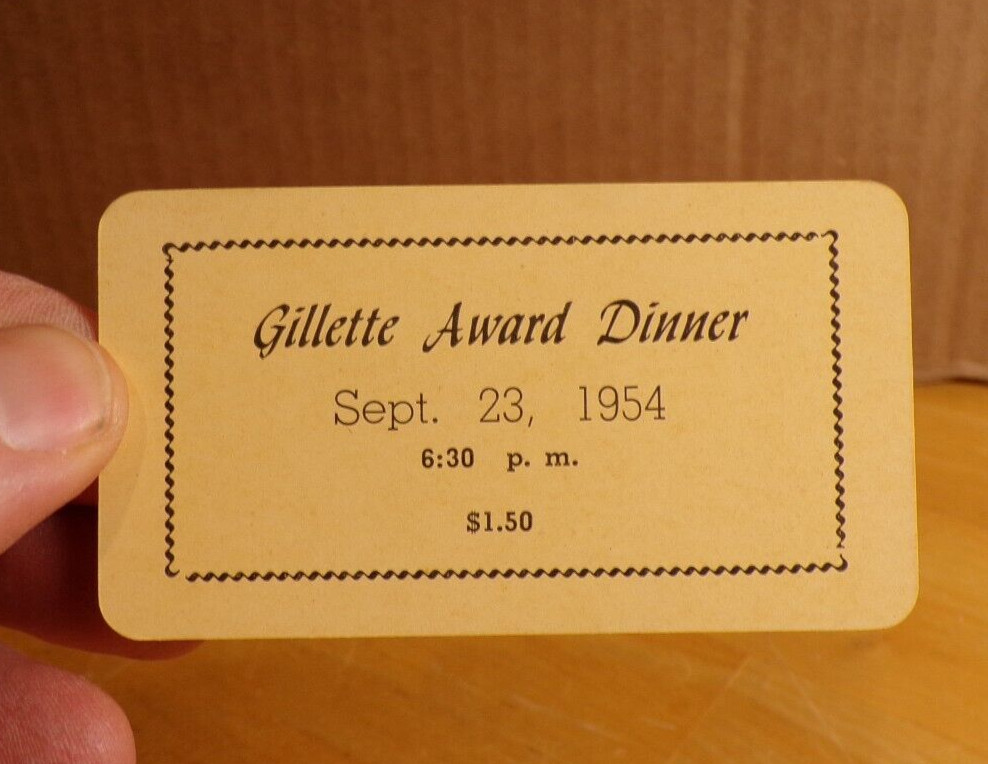 Gillette Award Dinner
Sept. 23, 1954
6:30 p. m.
$1.50